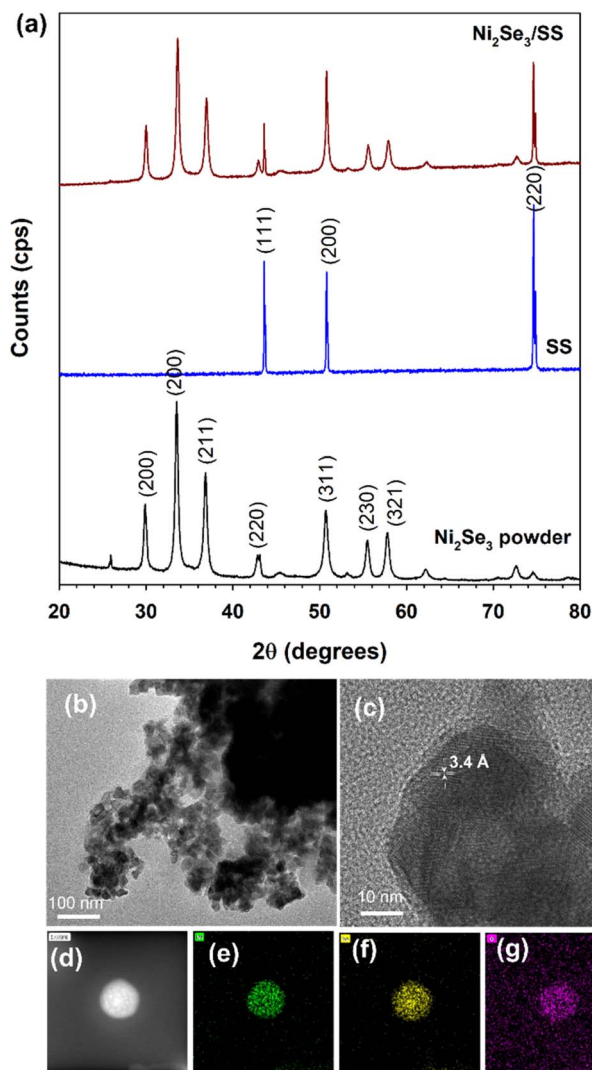 (a)
Ni₂Se₃/SS
(220)
(111)
(200)
SS
(200)
(211)
(200)
(311)
(321)
(230)
(220)
Ni₂Se₃ powder
Counts (cps)
20 30 40 50 60 70 80
2θ (degrees)
(b)
100 nm
(c)
3.4 Å
10 nm
(d)
(e)
(f)
(g)